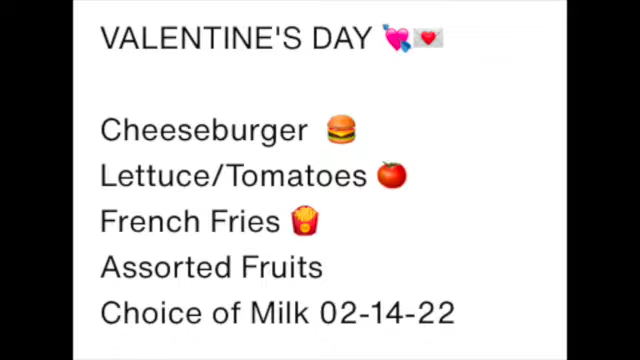 VALENTINE'S DAY 💘💌
Cheeseburger 🍔
Lettuce/Tomatoes 🍅
French Fries 🍟
Assorted Fruits
Choice of Milk 02-14-22